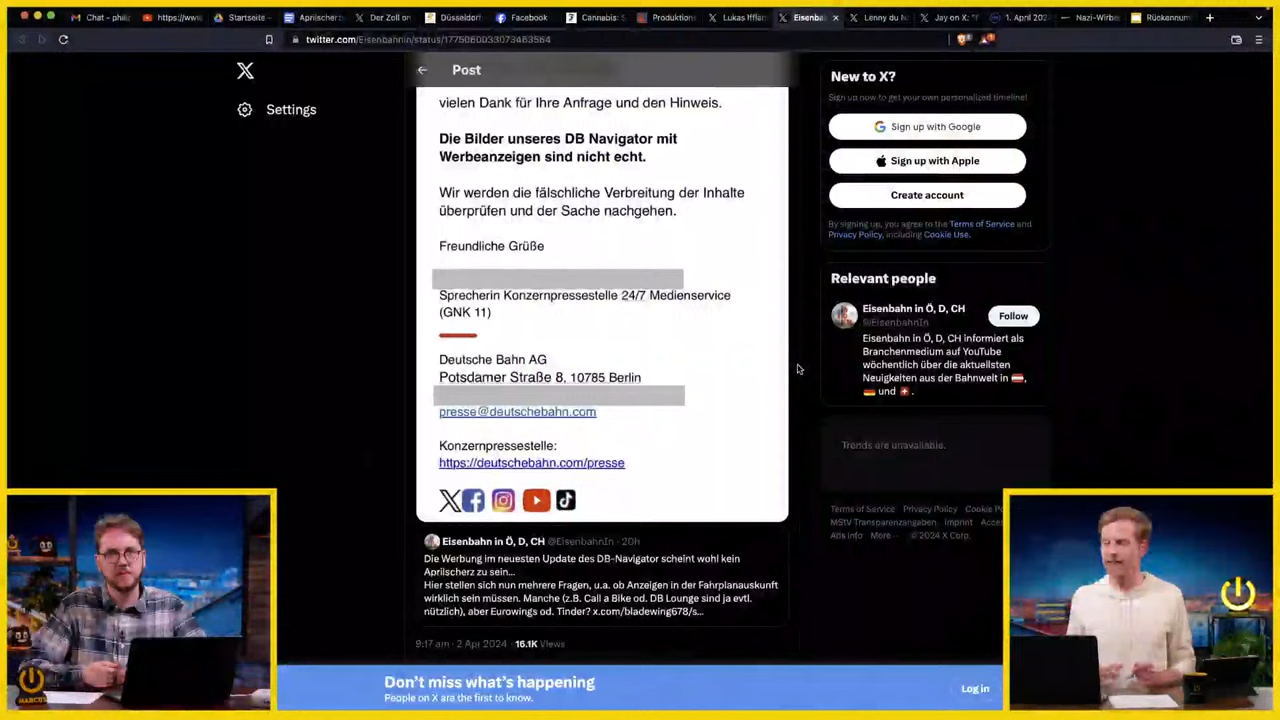 Chat - phil
https://www
Startseite -
Aprilscherz
Der Zoll on
Düsseldorf
Facebook
Cannabis: S
Produktions
Lukas Ifflan
Eisenba
Lenny du N
Jay on X: "
1. April 202
Nazi-Wirbe
Rückennum
twitter.com/EisenbahnIn/status/1775060033073463564
Settings
Post
vielen Dank für Ihre Anfrage und den Hinweis.
Die Bilder unseres DB Navigator mit
Werbeanzeigen sind nicht echt.
Wir werden die fälschliche Verbreitung der Inhalte
überprüfen und der Sache nachgehen.
Freundliche Grüße
Sprecherin Konzernpressestelle 24/7 Medienservice
(GNK 11)
Deutsche Bahn AG
Potsdamer Straße 8, 10785 Berlin
presse@deutschebahn.com
Konzernpressestelle:
https://deutschebahn.com/presse
Eisenbahn in Ö, D, CH @EisenbahnIn · 20h
Die Werbung im neuesten Update des DB-Navigator scheint wohl kein
Aprilscherz zu sein...
Hier stellen sich nun mehrere Fragen, u.a. ob Anzeigen in der Fahrplanauskunft
wirklich sein müssen. Manche (z.B. Call a Bike od. DB Lounge sind ja evtl.
nützlich), aber Eurowings od. Tinder? x.com/bladewing678/s...
9:17 am · 2 Apr 2024 · 16.1K Views
New to X?
Sign up now to get your own personalized timeline!
Sign up with Google
Sign up with Apple
Create account
By signing up, you agree to the Terms of Service and
Privacy Policy, including Cookie Use.
Relevant people
Eisenbahn in Ö, D, CH
@EisenbahnIn
Follow
Eisenbahn in Ö, D, CH informiert als
Branchenmedium auf YouTube
wöchentlich über die aktuellsten
Neuigkeiten aus der Bahnwelt in
und
Trends are unavailable.
Terms of Service Privacy Policy Cookie Po
MStV Transparenzangaben Imprint Acces
Ads info More ··· © 2024 X Corp.
Don't miss what's happening
People on X are the first to know.
Log in
MARCUS